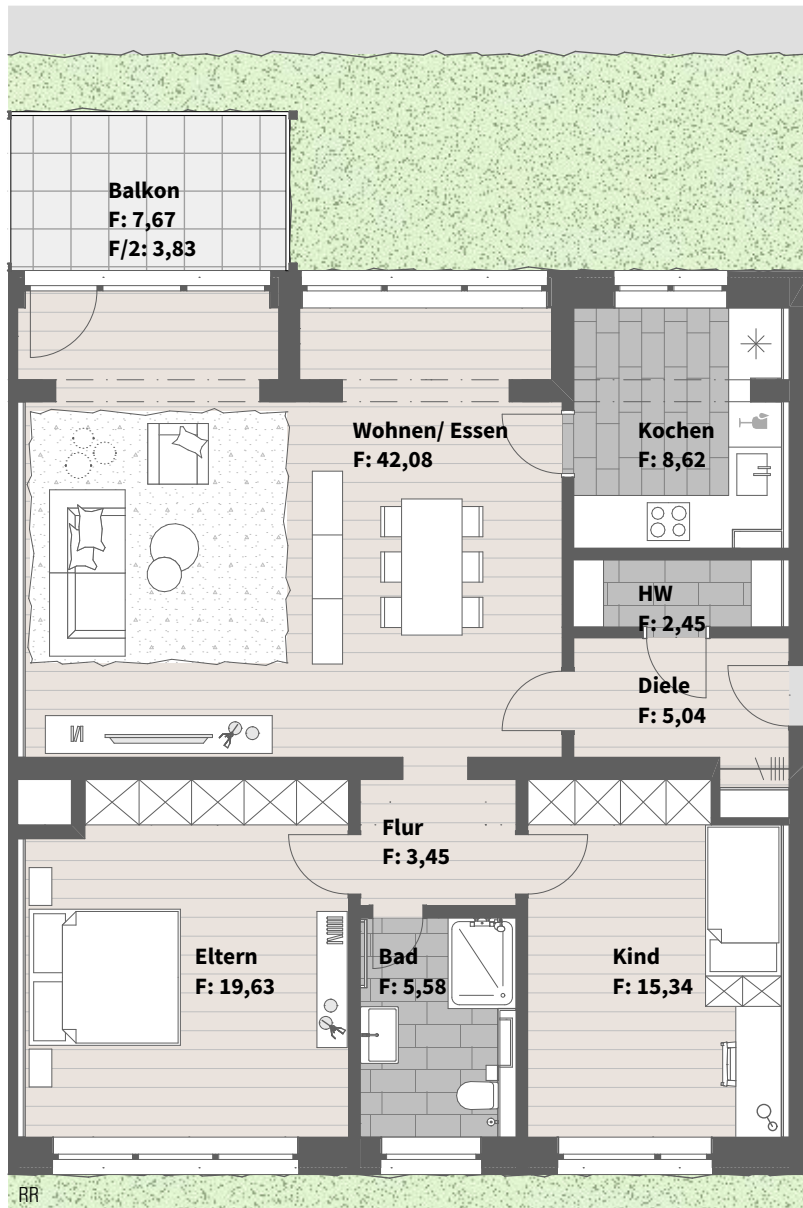 Balkon
F: 7,67
F/2: 3,83
Wohnen/ Essen
F: 42,08
Kochen
F: 8,62
HW
F: 2,45
Diele
F: 5,04
Flur
F: 3,45
Eltern
F: 19,63
Bad
F: 5,58
Kind
F: 15,34
RR